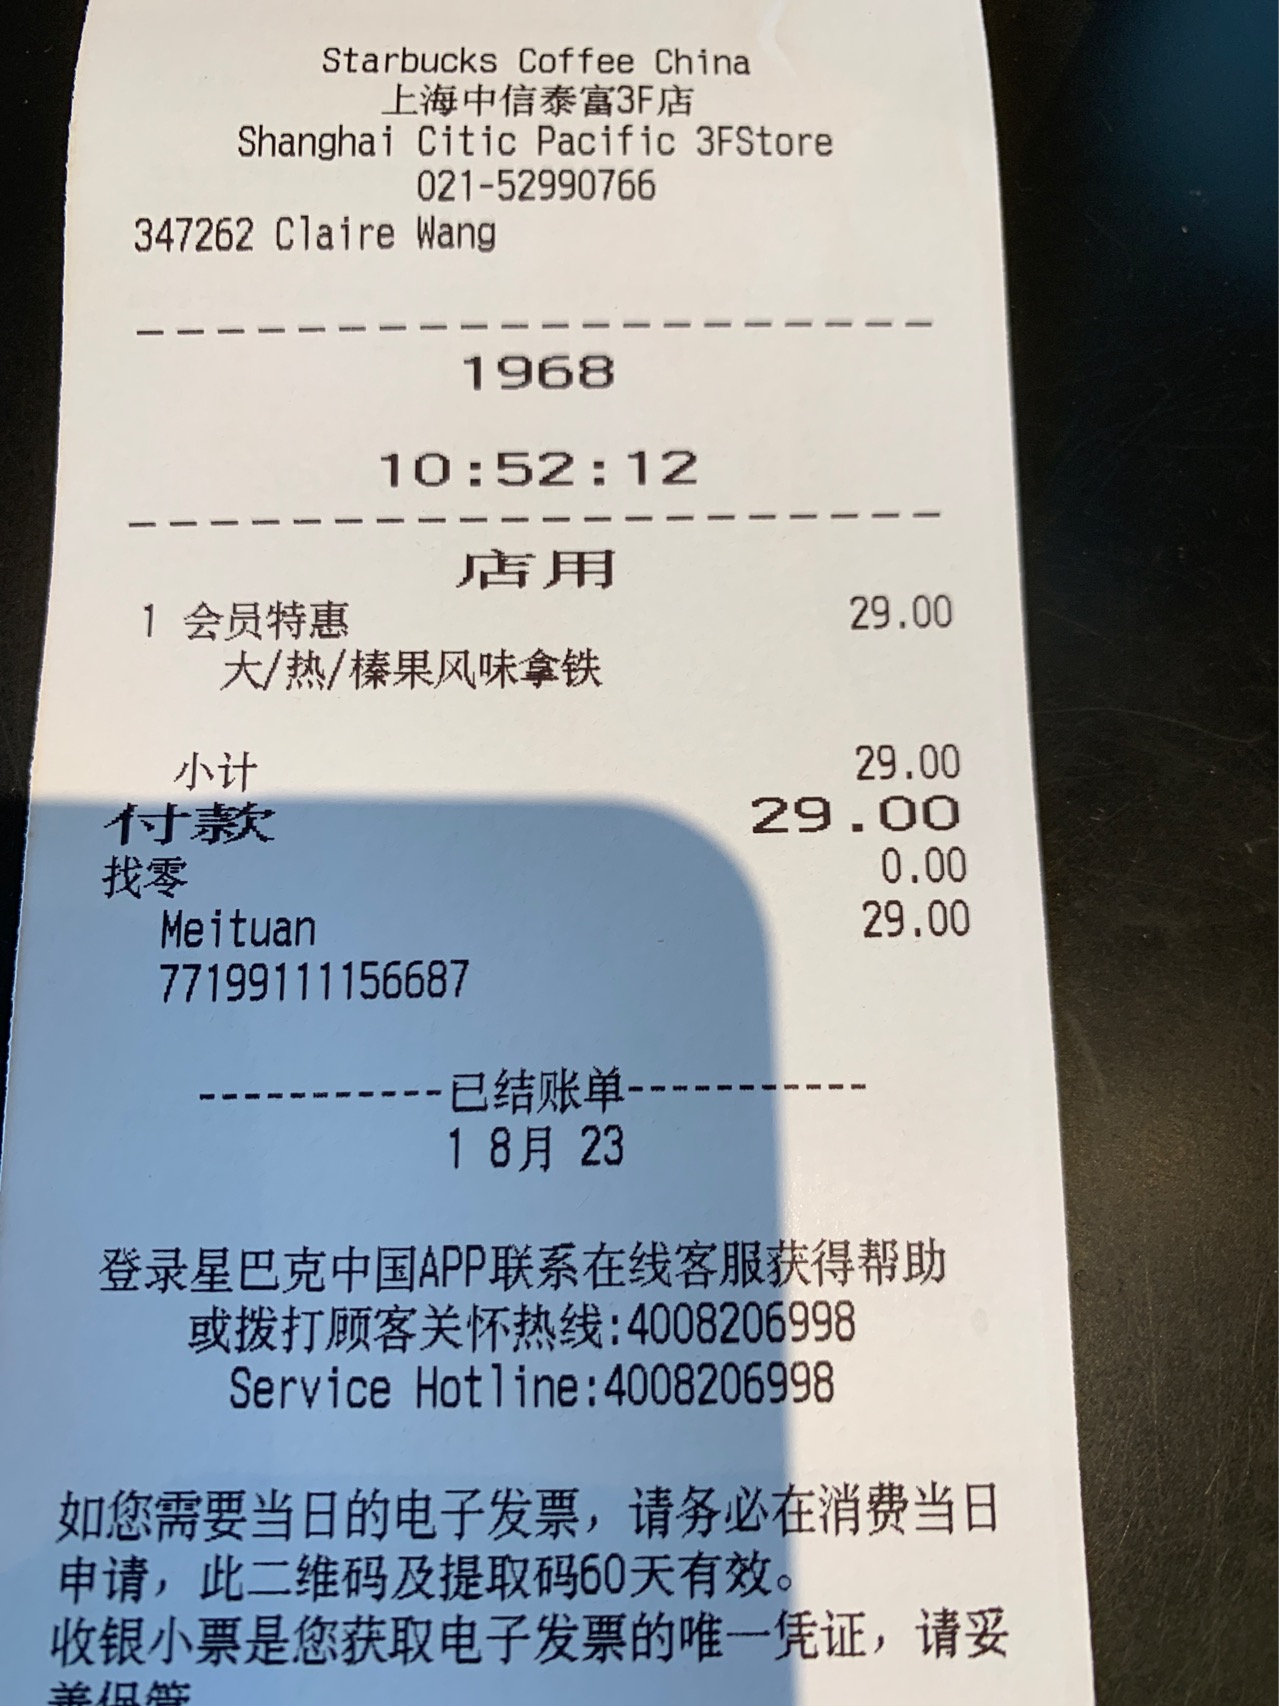 Starbucks Coffee China
上海中信泰富3F店
Shanghai Citic Pacific 3FStore
021-52990766
347262 Claire Wang
--------------------
1968
10:52:12
--------------------
店用
1 会员特惠 29.00
大/热/榛果风味拿铁
小计 29.00
付款 29.00
找零 0.00
Meituan 29.00
77199111156687
-----------已结账单-----------
1 8月 23
登录星巴克中国APP联系在线客服获得帮助
或拨打顾客关怀热线:4008206998
Service Hotline:4008206998
如您需要当日的电子发票，请务必在消费当日
申请，此二维码及提取码60天有效。
收银小票是您获取电子发票的唯一凭证，请妥
善保管